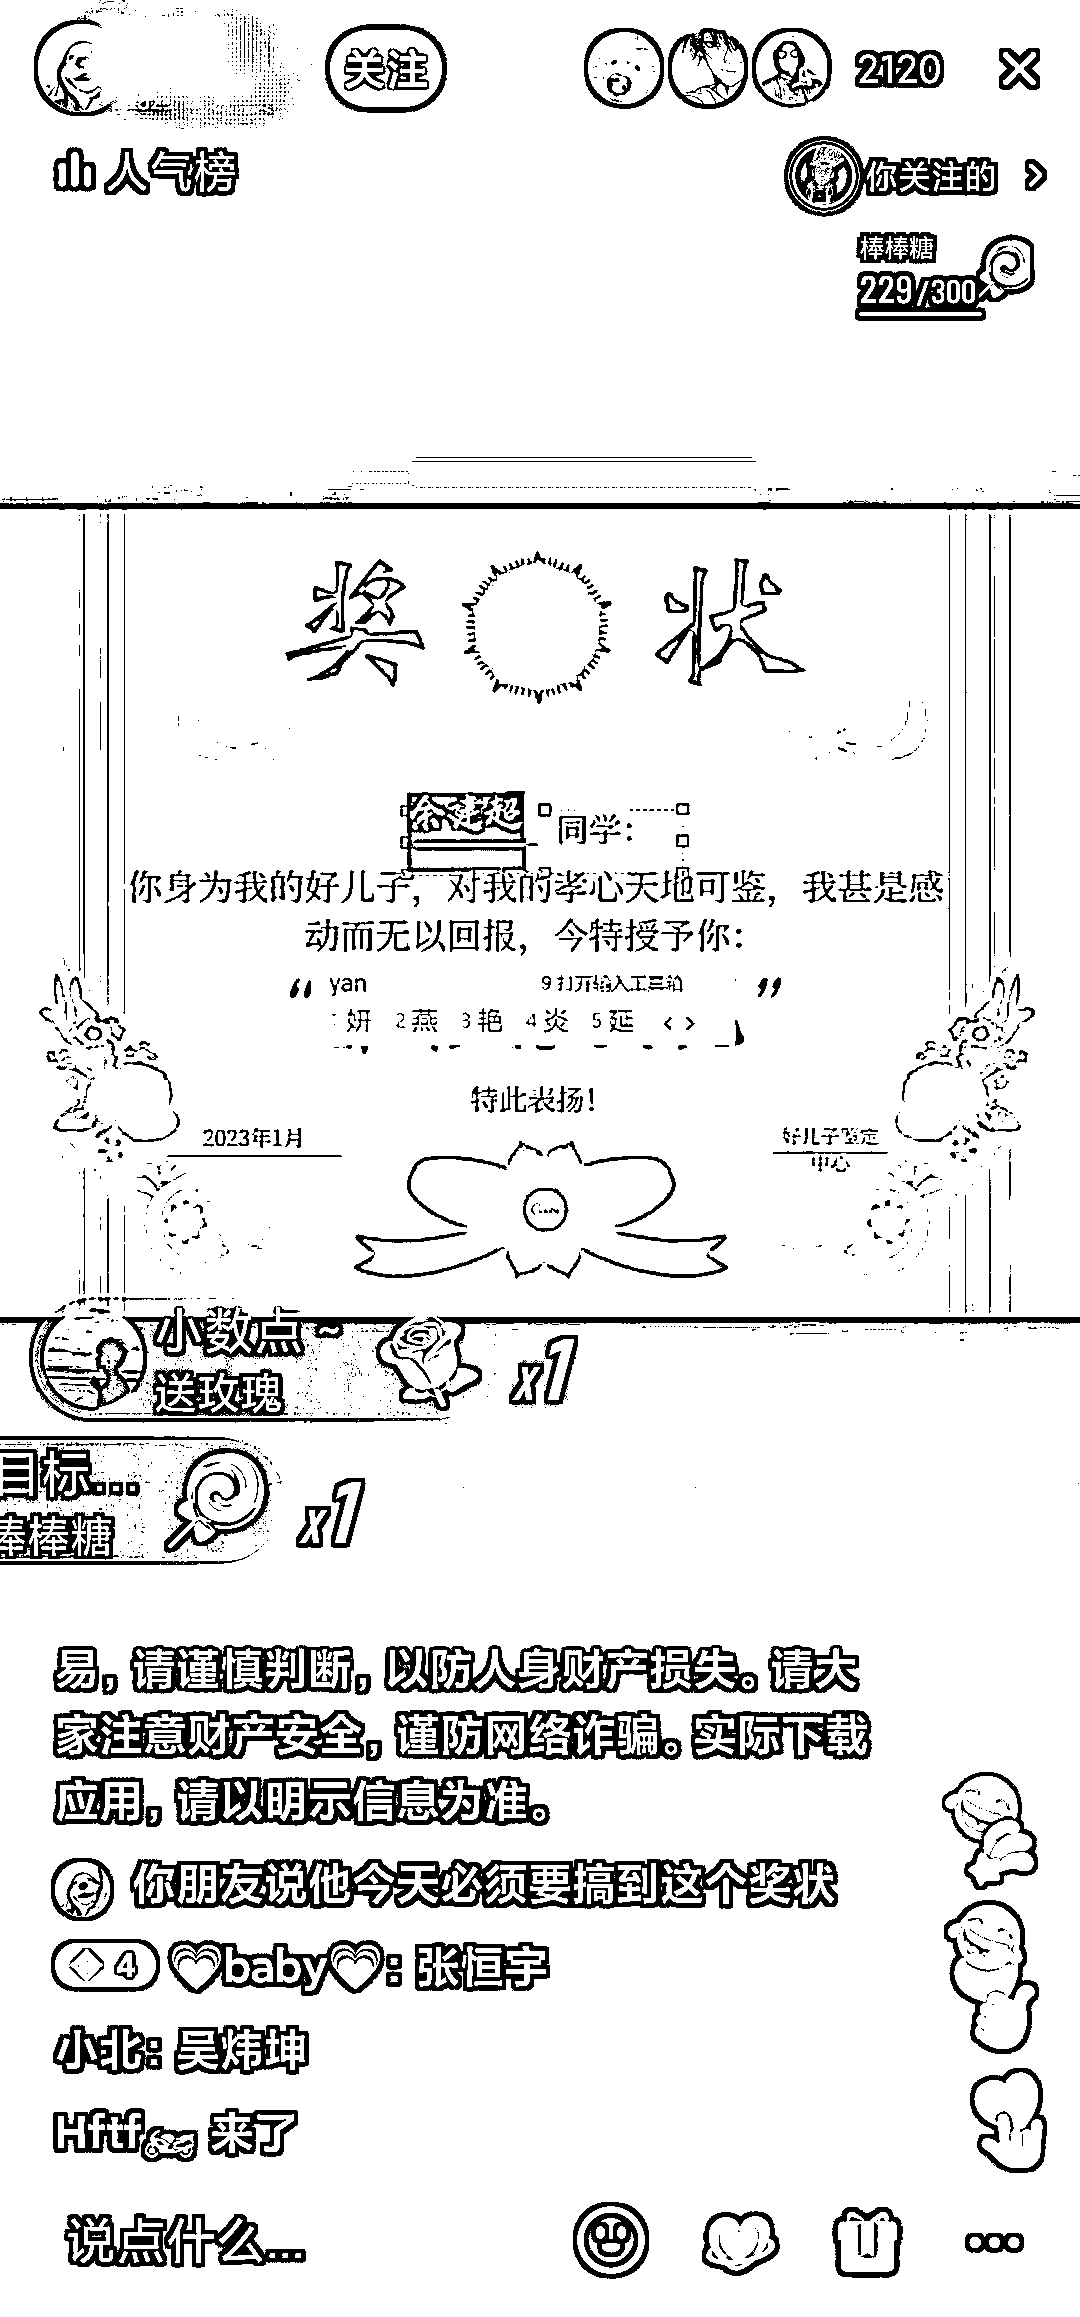 关注
2120
人气榜
你关注的
棒棒糖
229/300
奖 状
余建超 同学：
你身为我的好儿子，对我的孝心天地可鉴，我甚是感
动而无以回报，今特授予你：
“ ”
yan 9打开输入工具箱
1妍 2燕 3艳 4炎 5延
特此表扬！
2023年1月
好儿子鉴定
中心
小数点~
送玫瑰
x1
目标...
棒棒糖
x1
易，请谨慎判断，以防人身财产损失。请大
家注意财产安全，谨防网络诈骗。实际下载
应用，请以明示信息为准。
你朋友说他今天必须要搞到这个奖状
4 baby：张恒宇
小北：吴炜坤
Hftf 来了
说点什么...